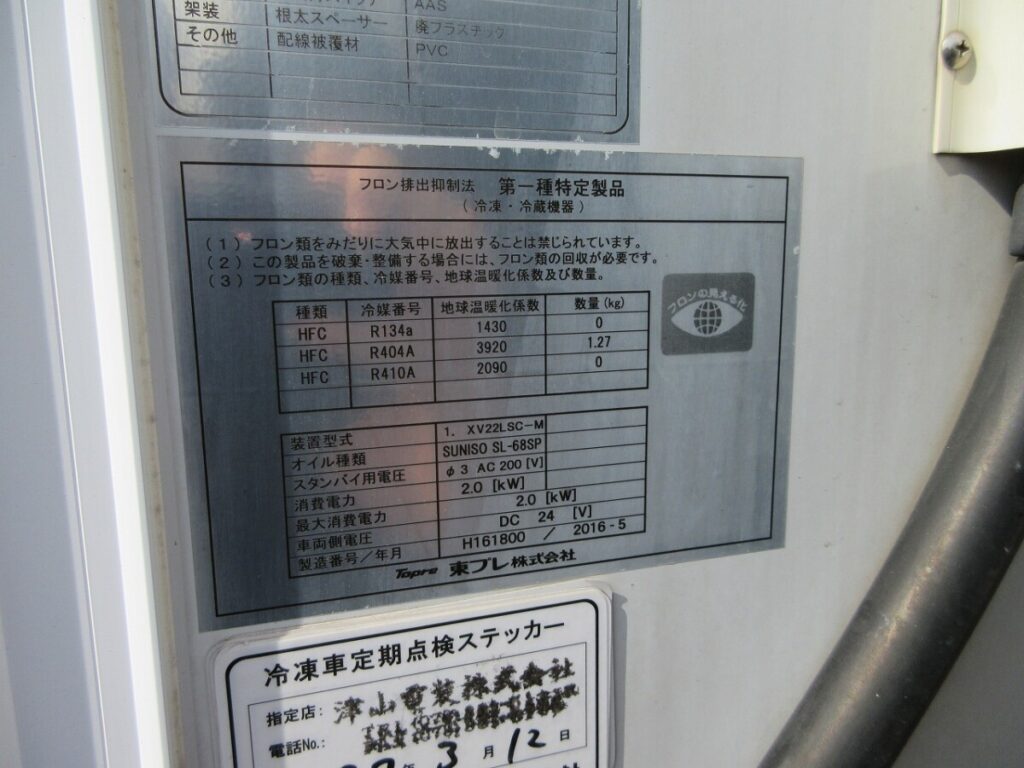 架装 根太スペーサー 廃プラスチック
その他 配線被覆材 PVC
AAS
フロン排出抑制法 第一種特定製品
(冷凍・冷蔵機器)
(1) フロン類をみだりに大気中に放出することは禁じられています。
(2) この製品を破棄・整備する場合には、フロン類の回収が必要です。
(3) フロン類の種類、冷媒番号、地球温暖化係数及び数量。
フロンの見える化
種類 冷媒番号 地球温暖化係数 数量 (kg)
HFC R134a 1430 0
HFC R404A 3920 1.27
HFC R410A 2090 0
装置型式 1. XV22LSC-M
オイル種類 SUNISO SL-68SP
スタンバイ用電圧 φ3 AC 200 [V]
消費電力 2.0 [kW]
最大消費電力 2.0 [kW]
車両側電圧 DC 24 [V]
製造番号/年月 H161800 / 2016-5
Topre 東プレ株式会社
冷凍車定期点検ステッカー
指定店: 津山電装株式会社
電話No.:
年 3月 12日